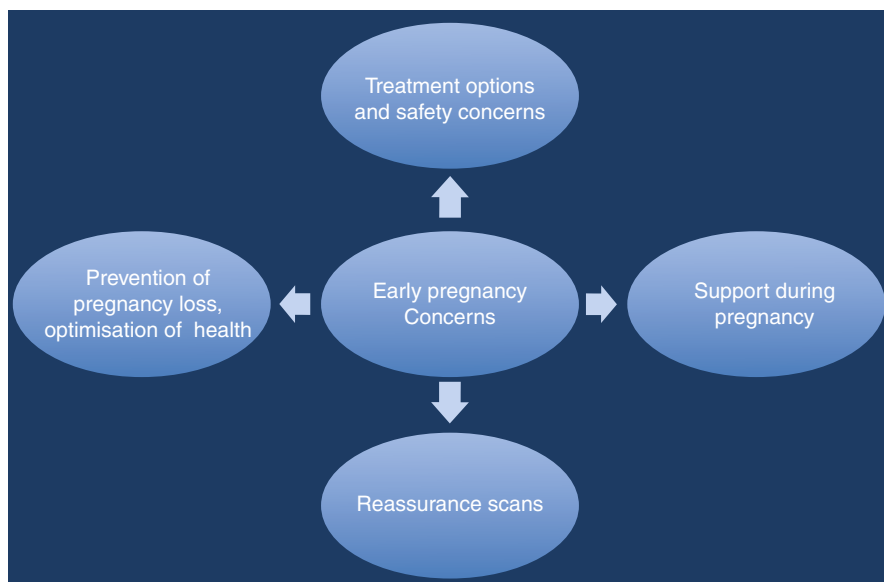 Treatment options
and safety concerns
Prevention of
pregnancy loss,
optimisation of health
Early pregnancy
Concerns
Support during
pregnancy
Reassurance scans